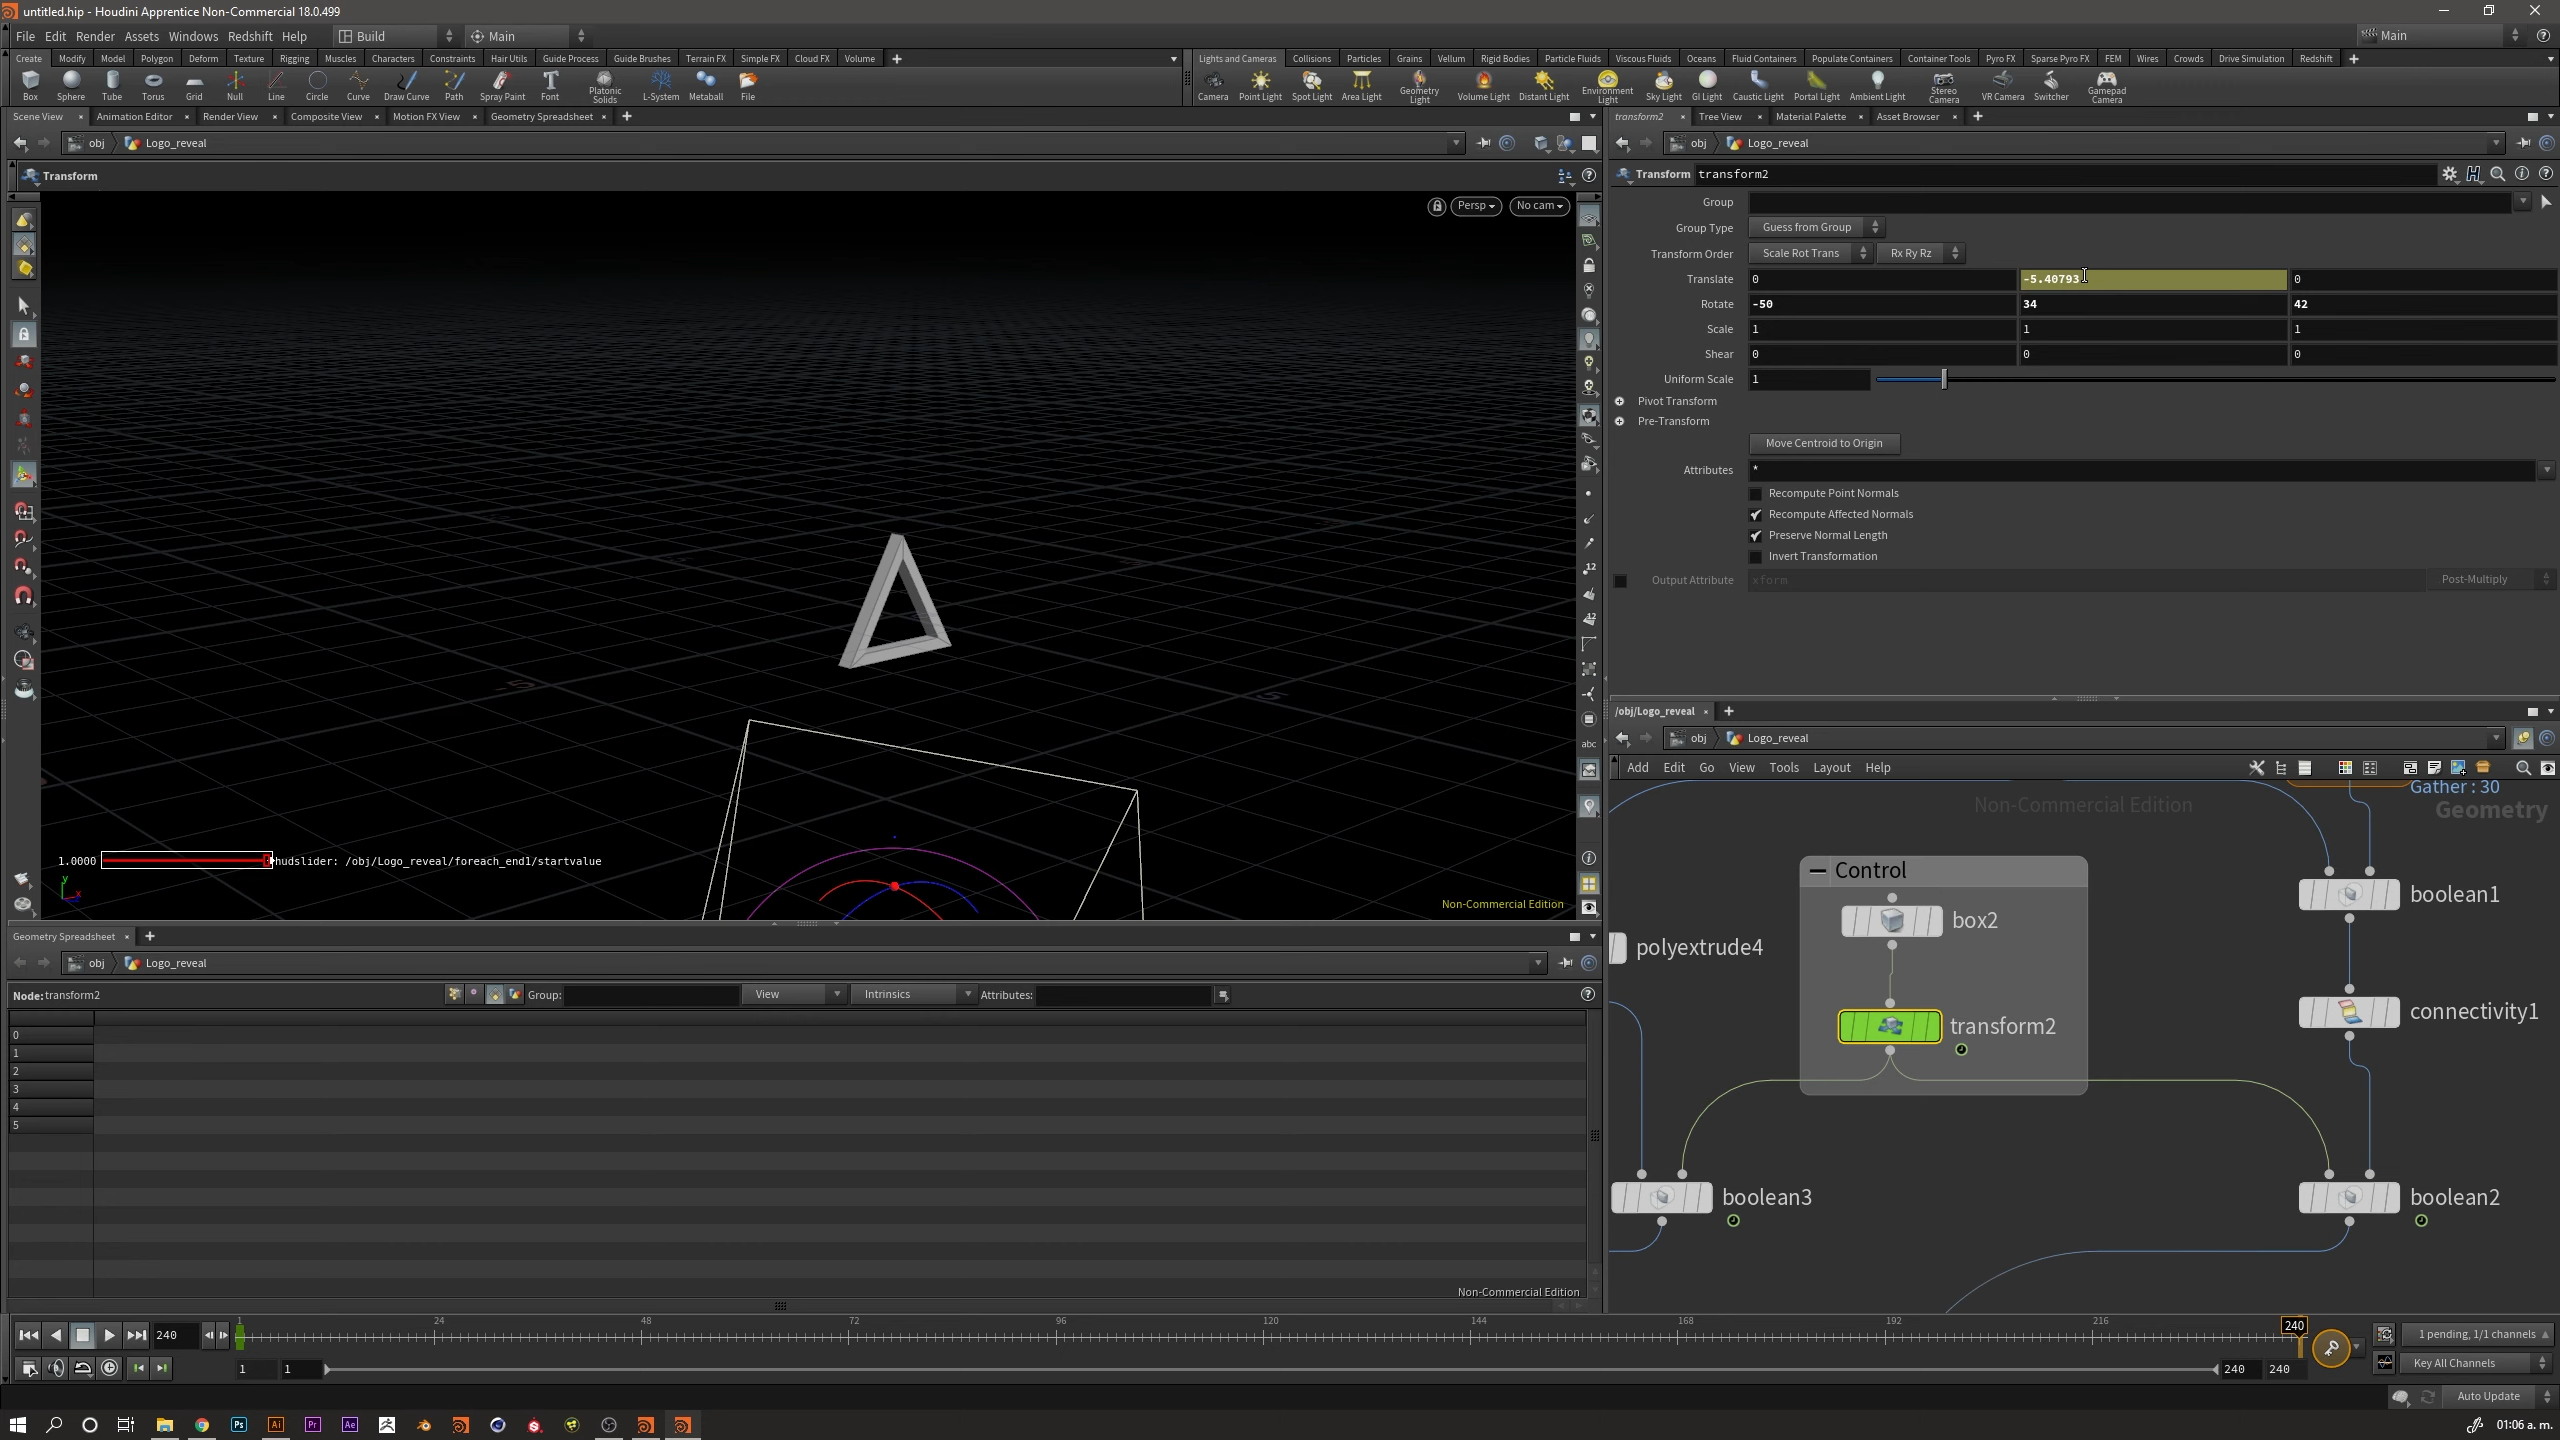 untitled.hip - Houdini Apprentice Non-Commercial 18.0.499
File Edit Render Assets Windows Redshift Help Build Main Main
Create Modify Model Polygon Deform Texture Rigging Muscles Characters Constraints Hair Utils Guide Process Guide Brushes Terrain FX Simple FX Cloud FX Volume
Box Sphere Tube Torus Grid Null Line Circle Curve Draw Curve Path Spray Paint Font Platonic Solids L-System Metaball File
Lights and Cameras Collisions Particles Grains Vellum Rigid Bodies Particle Fluids Viscous Fluids Oceans Fluid Containers Populate Containers Container Tools Pyro FX Sparse Pyro FX FEM Wires Crowds Drive Simulation Redshift
Camera Point Light Spot Light Area Light Geometry Light Volume Light Distant Light Environment Light Sky Light GI Light Caustic Light Portal Light Ambient Light Stereo Camera VR Camera Switcher Gamepad Camera
Scene View Animation Editor Render View Composite View Motion FX View Geometry Spreadsheet
obj Logo_reveal
Transform
Persp No cam
-5
5
1.0000 hudslider: /obj/Logo_reveal/foreach_end1/startvalue
y
x
Non-Commercial Edition
12
12
abc
transform2 Tree View Material Palette Asset Browser
obj Logo_reveal
Transform transform2
Group
Group Type Guess from Group
Transform Order Scale Rot Trans Rx Ry Rz
Translate 0 -5.40793 0
Rotate -50 34 42
Scale 1 1 1
Shear 0 0 0
Uniform Scale 1
Pivot Transform
Pre-Transform
Move Centroid to Origin
Attributes *
Recompute Point Normals
Recompute Affected Normals
Preserve Normal Length
Invert Transformation
Output Attribute xform Post-Multiply
/obj/Logo_reveal
obj Logo_reveal
Add Edit Go View Tools Layout Help
Non-Commercial Edition
Gather : 30
Geometry
Control
box2
transform2
polyextrude4
boolean3
boolean1
connectivity1
boolean2
Geometry Spreadsheet
obj Logo_reveal
Node: transform2 Group: View Intrinsics Attributes:
0
1
2
3
4
5
Non-Commercial Edition
240 1 24 48 72 96 120 144 168 192 216 240
1 pending, 1/1 channels
1 1 240 240 Key All Channels
Auto Update
Ps Ai Pr Ae
01:06 a. m.